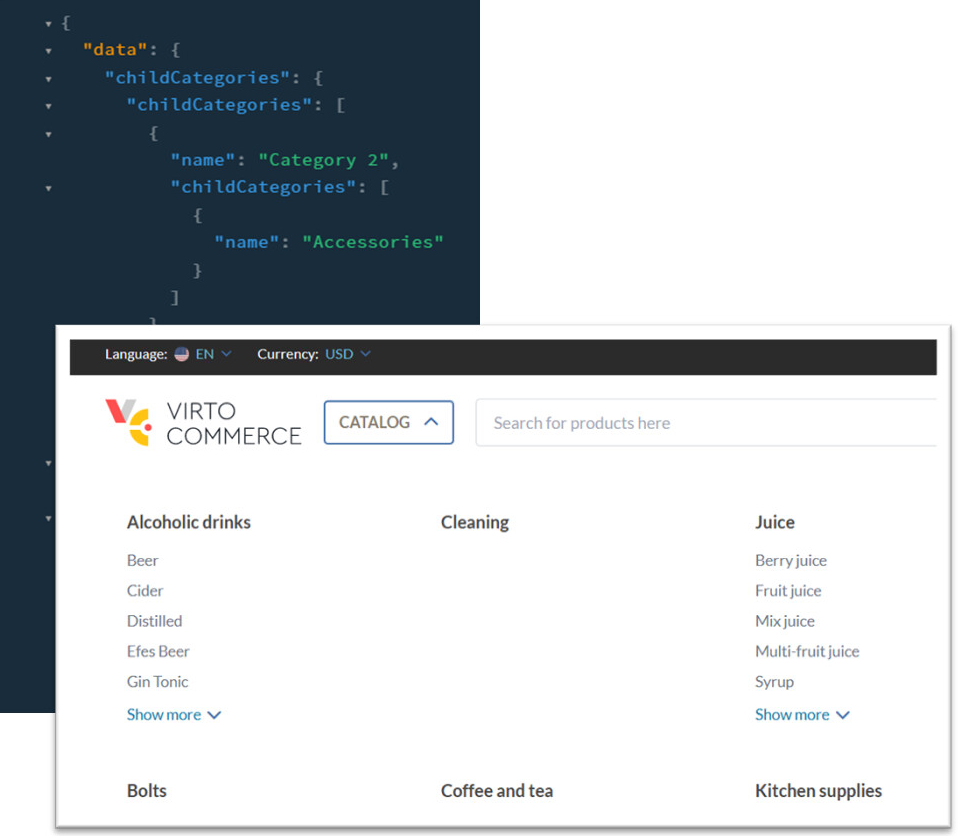 {
"data": {
"childCategories": {
"childCategories": [
{
"name": "Category 2",
"childCategories": [
{
"name": "Accessories"
}
]
Language: EN Currency: USD
VIRTO
COMMERCE
CATALOG
Search for products here
Alcoholic drinks
Beer
Cider
Distilled
Efes Beer
Gin Tonic
Show more
Cleaning
Juice
Berry juice
Fruit juice
Mix juice
Multi-fruit juice
Syrup
Show more
Bolts
Coffee and tea
Kitchen supplies